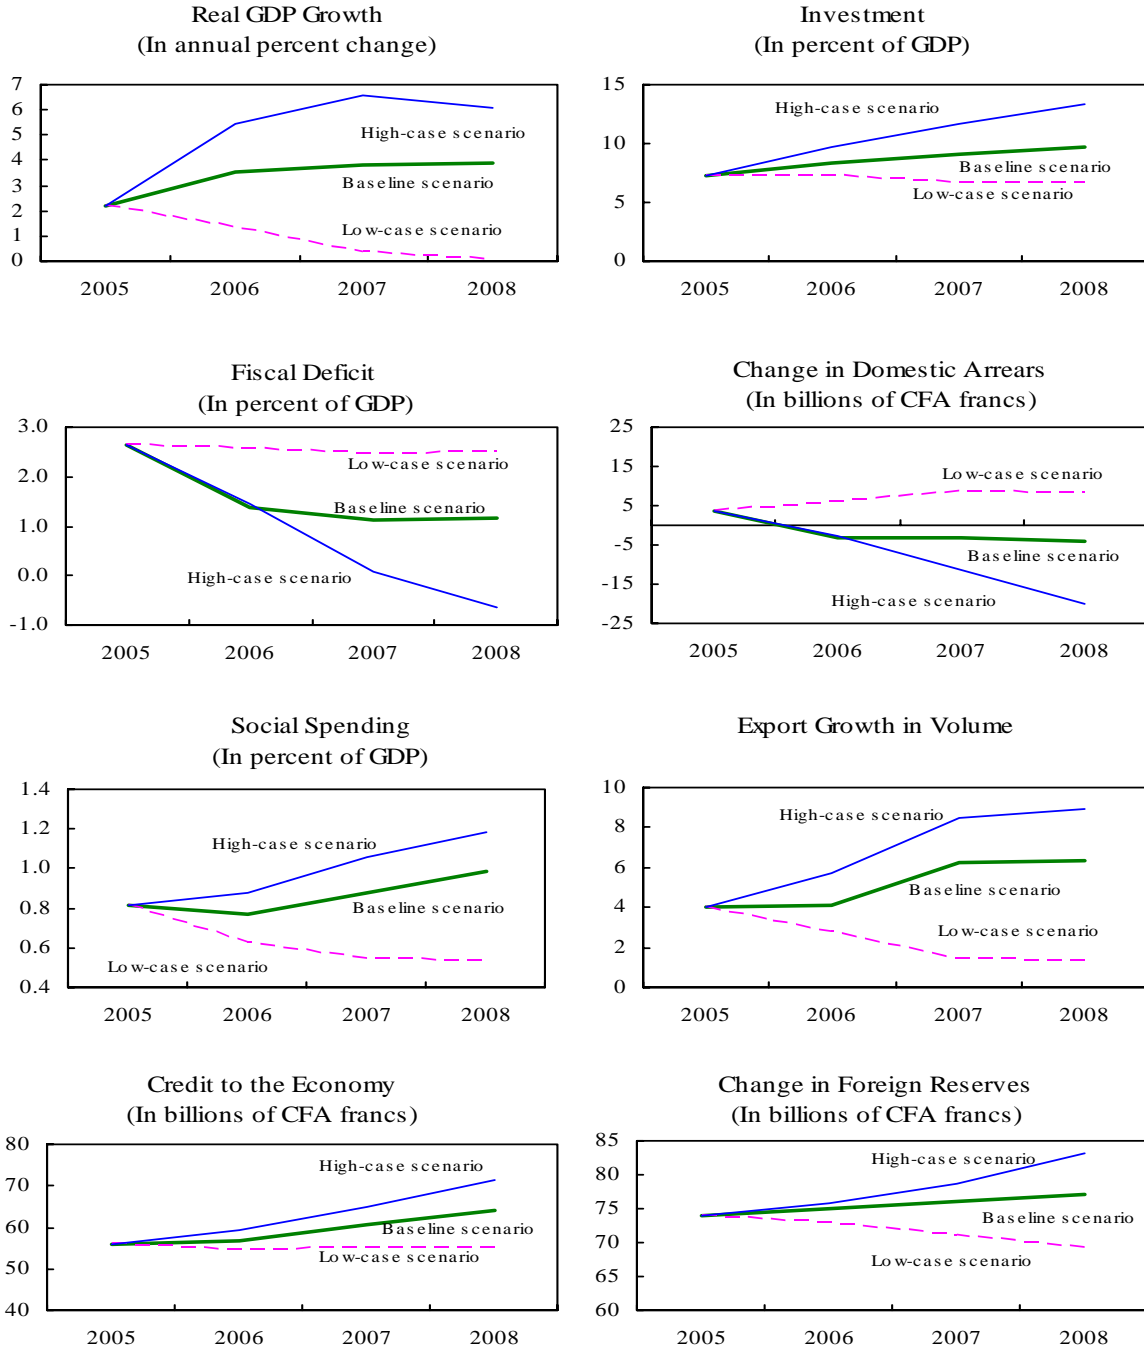 Real GDP Growth
(In annual percent change)
7
6
5
4
3
2
1
0
High-case scenario
Baseline scenario
Low-case scenario
2005 2006 2007 2008
Investment
(In percent of GDP)
15
10
5
0
High-case scenario
Baseline scenario
Low-case scenario
2005 2006 2007 2008
Fiscal Deficit
(In percent of GDP)
3.0
2.0
1.0
0.0
-1.0
Low-case scenario
Baseline scenario
High-case scenario
2005 2006 2007 2008
Change in Domestic Arrears
(In billions of CFA francs)
25
15
5
-5
-15
-25
Low-case scenario
Baseline scenario
High-case scenario
2005 2006 2007 2008
Social Spending
(In percent of GDP)
1.4
1.2
1.0
0.8
0.6
0.4
High-case scenario
Baseline scenario
Low-case scenario
2005 2006 2007 2008
Export Growth in Volume
10
8
6
4
2
0
High-case scenario
Baseline scenario
Low-case scenario
2005 2006 2007 2008
Credit to the Economy
(In billions of CFA francs)
80
70
60
50
40
High-case scenario
Baseline scenario
Low-case scenario
2005 2006 2007 2008
Change in Foreign Reserves
(In billions of CFA francs)
85
80
75
70
65
60
High-case scenario
Baseline scenario
Low-case scenario
2005 2006 2007 2008